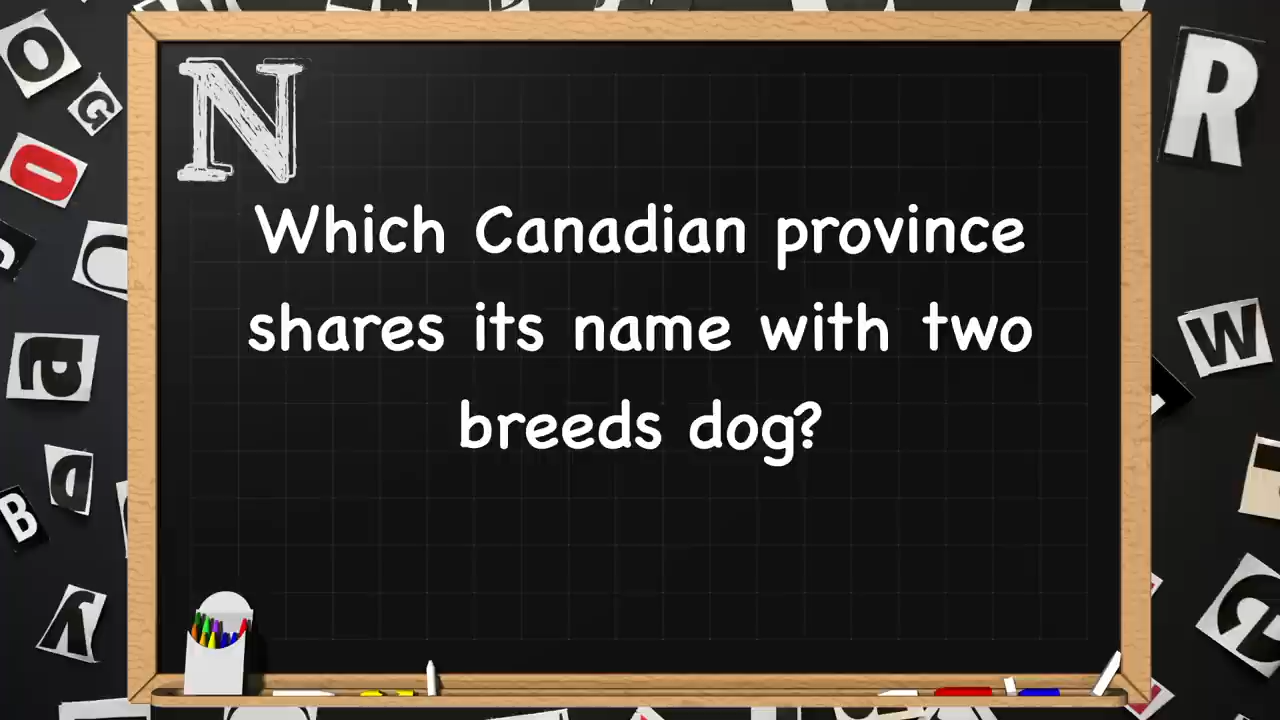 N
Which Canadian province
shares its name with two
breeds dog?
O
G
O
a
D
B
R
W